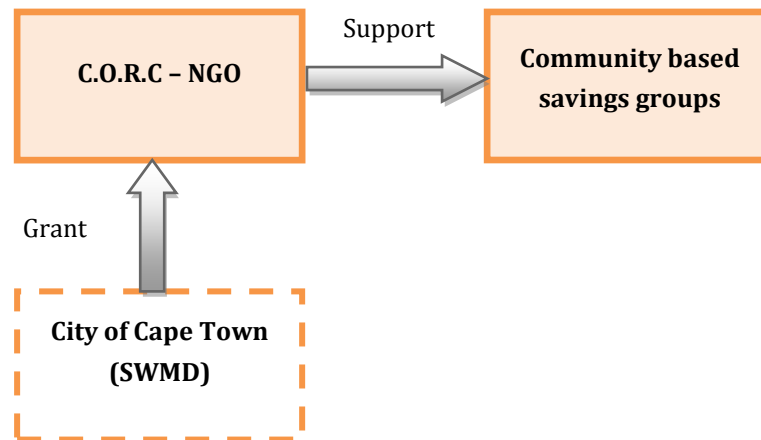 Support
C.O.R.C – NGO
Community based
savings groups
Grant
City of Cape Town
(SWMD)